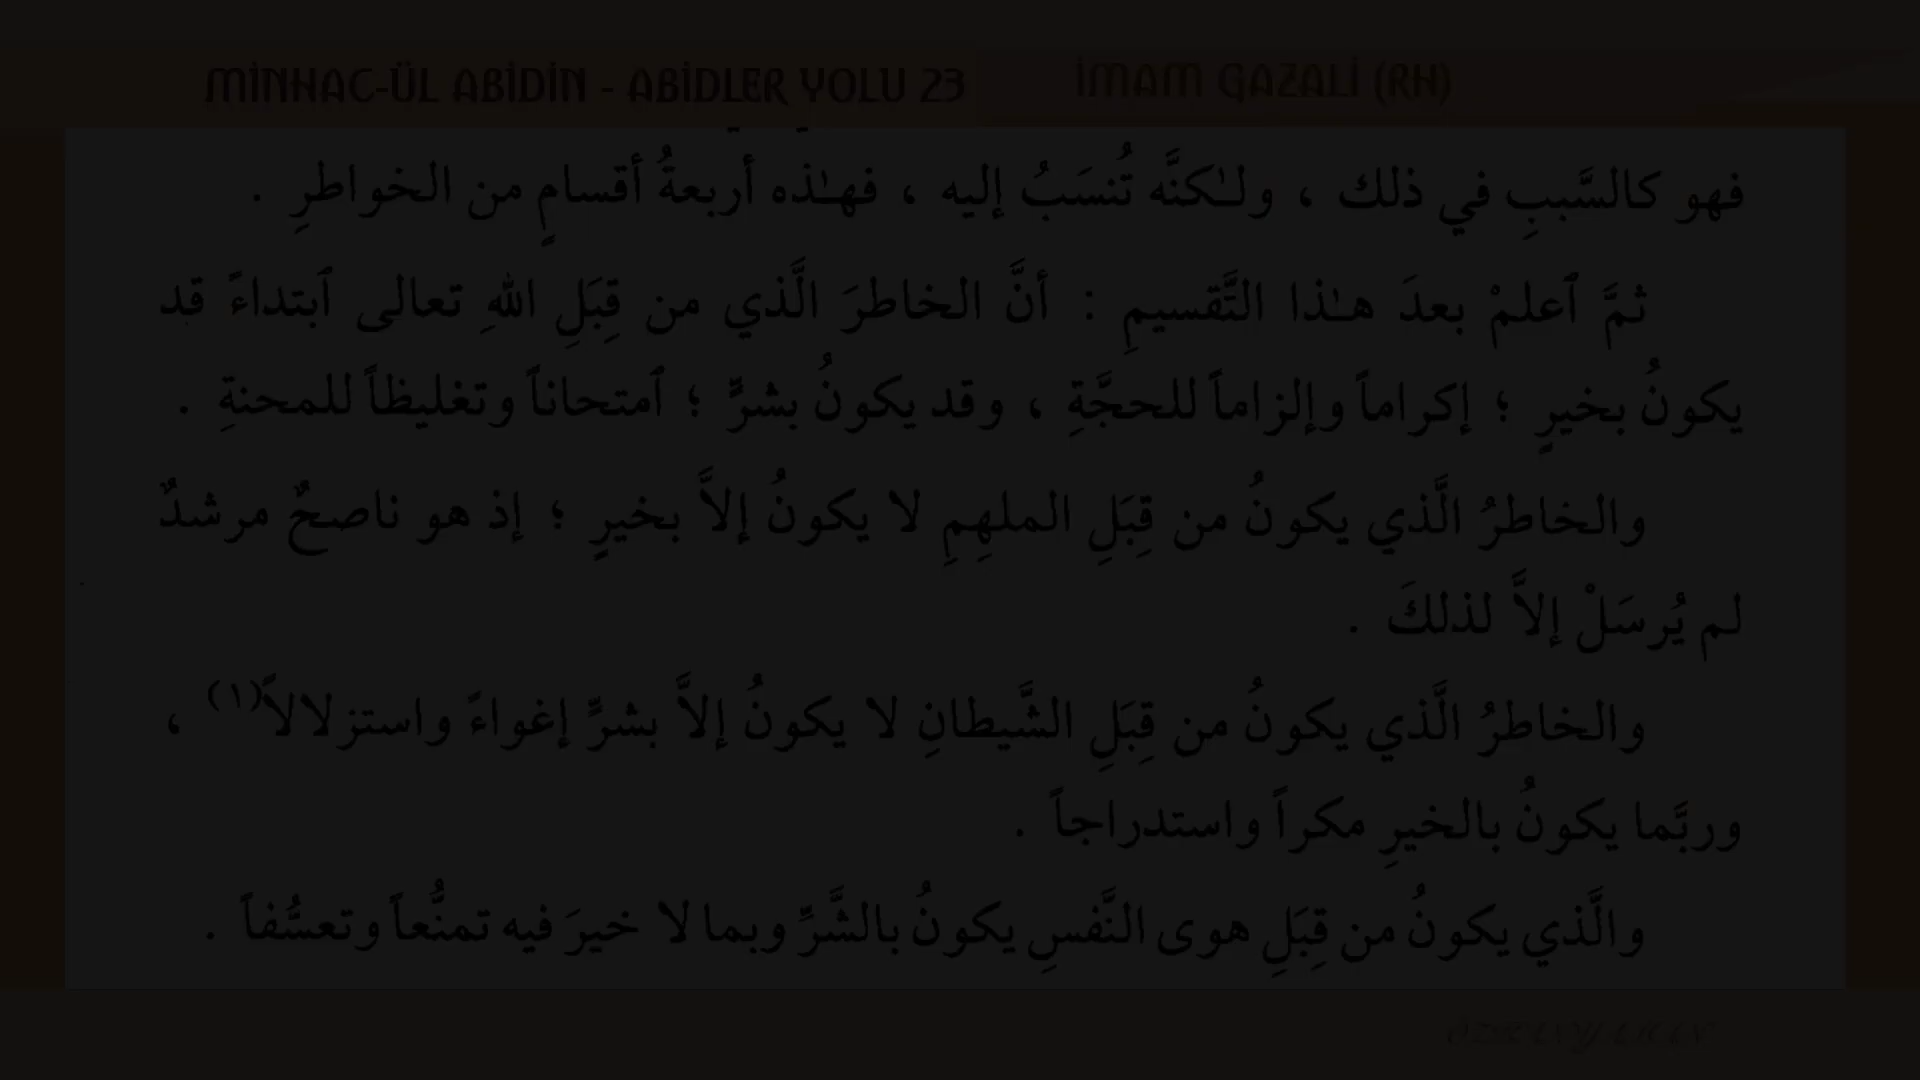 MİNHAC-ÜL ABİDİN - ABİDLER YOLU 23
İMAM GAZALİ (RH)
فهو كالسَّببِ في ذلك ، ولـٰكنَّه تُنسَبُ إليه ، فهـٰذه أربعةُ أقسامٍ من الخواطرِ .
ثمَّ ٱعلمْ بعدَ هـٰذا التَّقسيمِ : أنَّ الخاطرَ الَّذي من قِبَلِ اللهِ تعالى ٱبتداءً قد
يكونُ بخيرٍ ؛ إكراماً وإلزاماً للحجَّةِ ، وقد يكونُ بشرٍّ ؛ ٱمتحاناً وتغليظاً للمحنةِ .
والخاطرُ الَّذي يكونُ من قِبَلِ الملهِمِ لا يكونُ إلاَّ بخيرٍ ؛ إذ هو ناصحٌ مرشدٌ
لم يُرسَلْ إلاَّ لذلكَ .
والخاطرُ الَّذي يكونُ من قِبَلِ الشَّيطانِ لا يكونُ إلاَّ بشرٍّ إغواءً واستزلالاً(١) ،
وربَّما يكونُ بالخيرِ مكراً واستدراجاً .
والَّذي يكونُ من قِبَلِ هوى النَّفسِ يكونُ بالشَّرِّ وبما لا خيرَ فيه تمنُّعاً وتعسُّفاً .